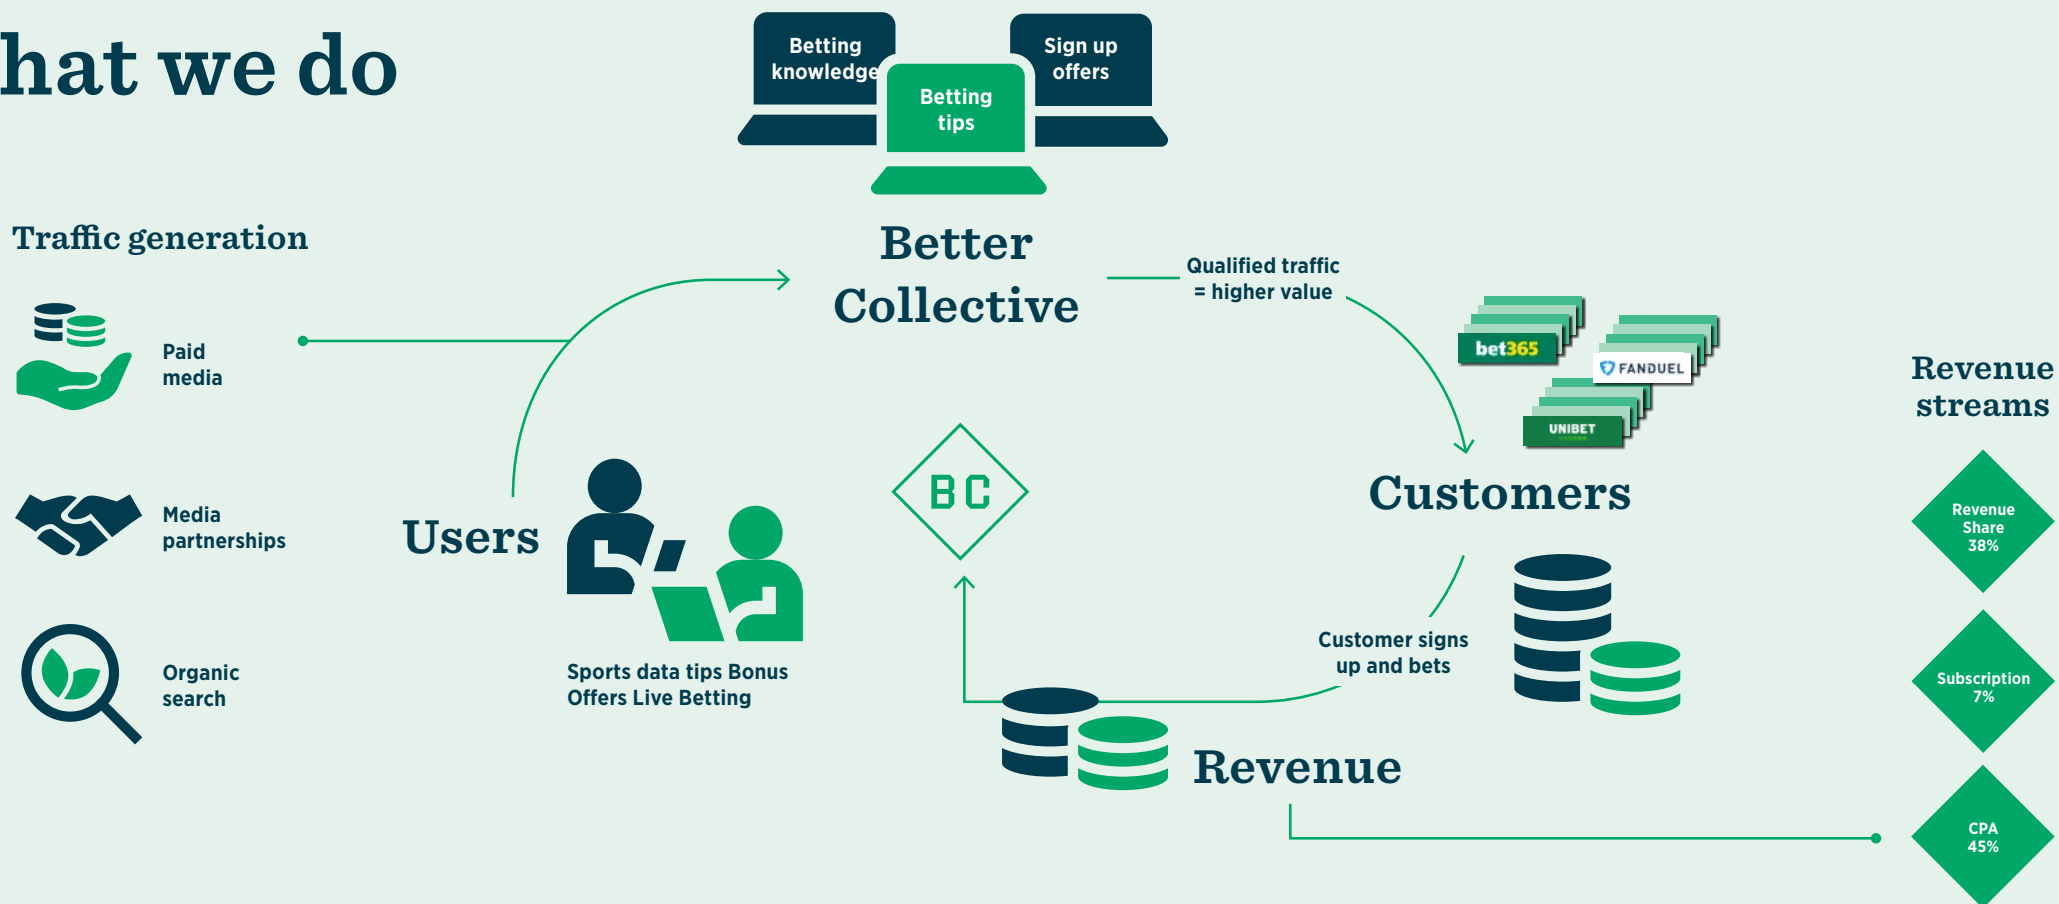 hat we do
Betting
knowledge
Sign up
offers
Betting
tips
Traffic generation
Paid
media
Media
partnerships
Organic
search
Better
Collective
Qualified traffic
= higher value
bet365
FANDUEL
UNIBET
Users
Sports data tips Bonus
Offers Live Betting
BC
Customers
Customer signs
up and bets
Revenue
Revenue
streams
Revenue
Share
38%
Subscription
7%
CPA
45%